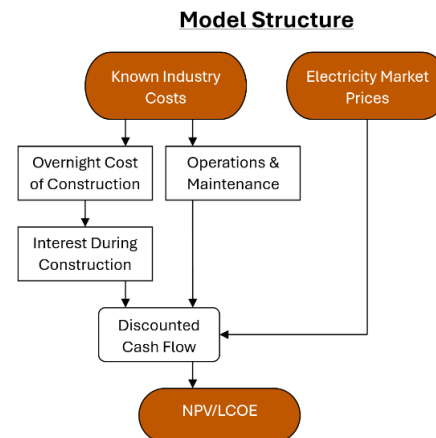 Model Structure
Known Industry
Costs
Electricity Market
Prices
Overnight Cost
of Construction
Operations &
Maintenance
Interest During
Construction
Discounted
Cash Flow
NPV/LCOE